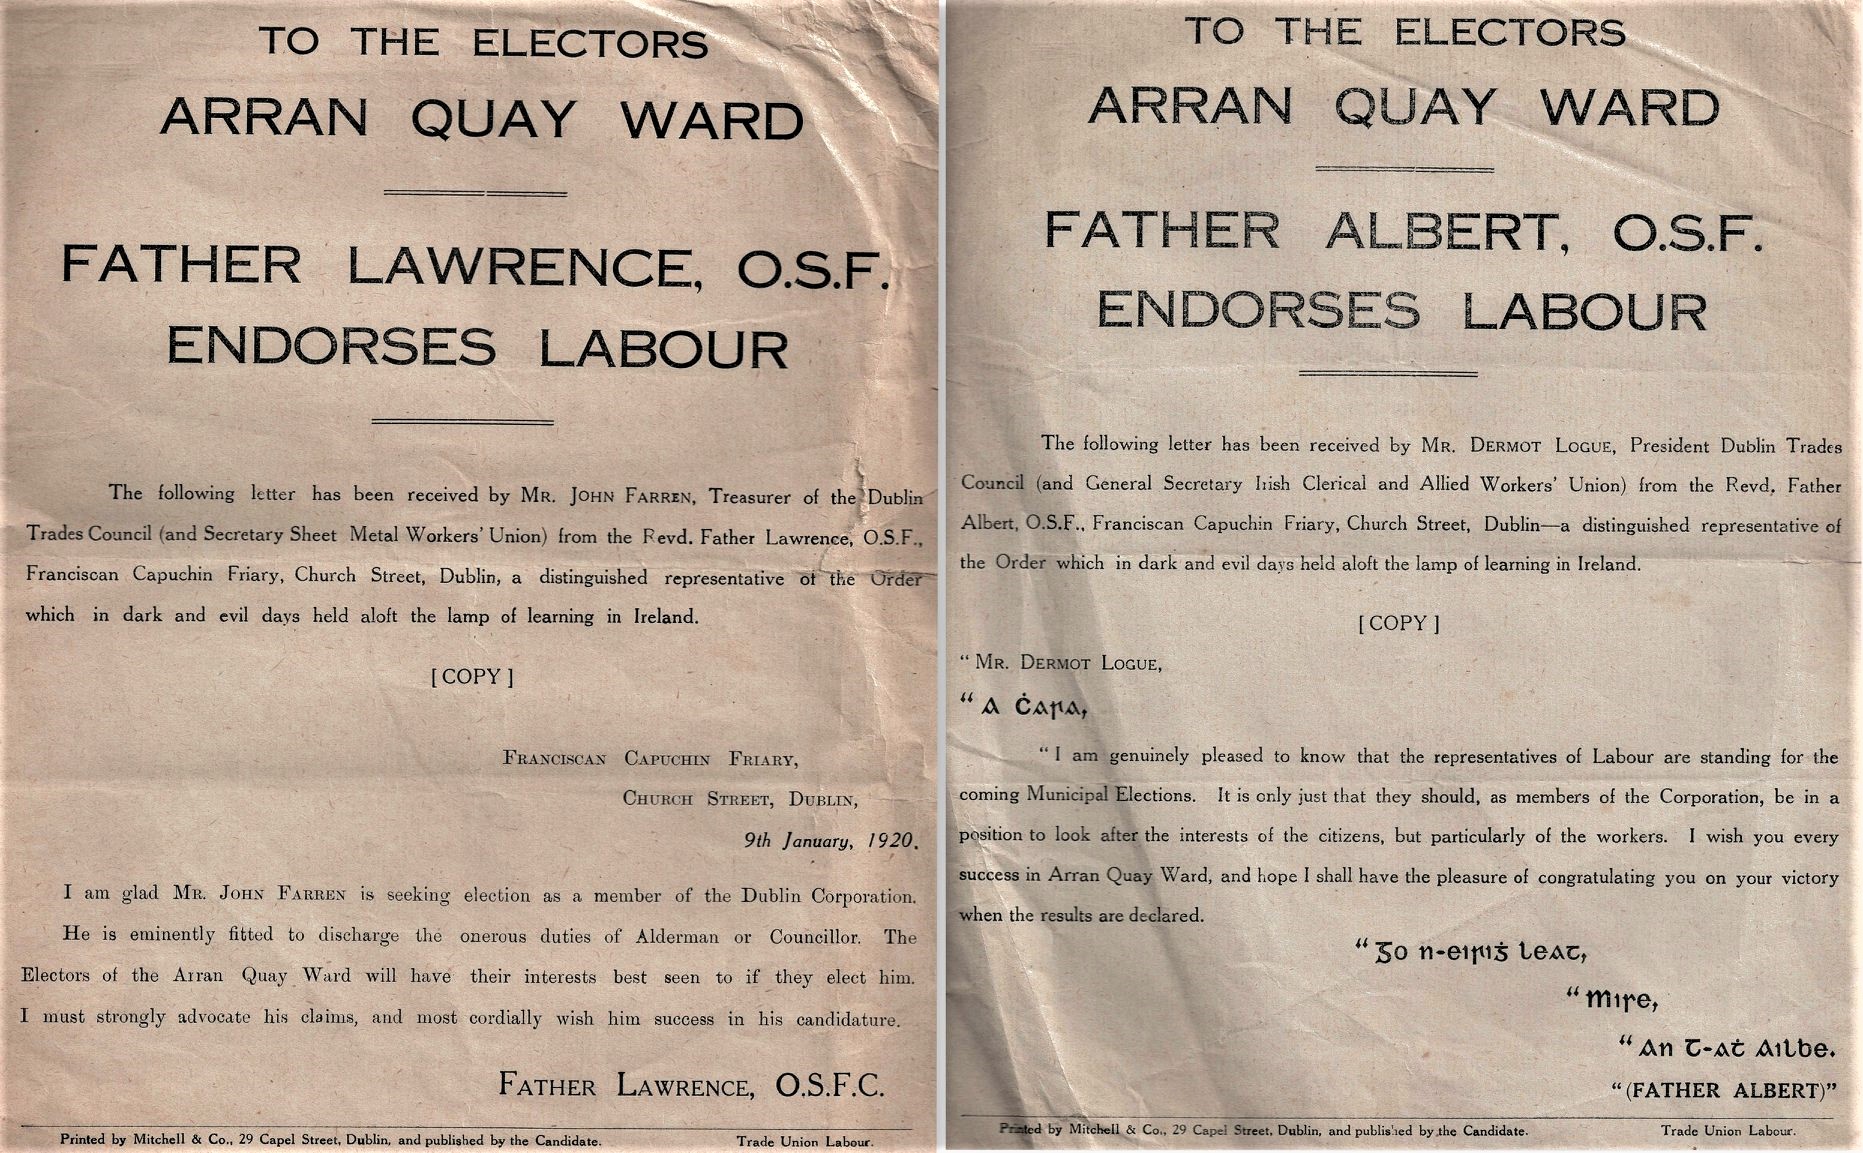 TO THE ELECTORS
ARRAN QUAY WARD
FATHER LAWRENCE, O.S.F.
ENDORSES LABOUR
The following letter has been received by MR. JOHN FARREN, Treasurer of the Dublin
Trades Council (and Secretary Sheet Metal Workers' Union) from the Revd. Father Lawrence, O.S.F.,
Franciscan Capuchin Friary, Church Street, Dublin, a distinguished representative of the Order
which in dark and evil days held aloft the lamp of learning in Ireland.
[COPY]
FRANCISCAN CAPUCHIN FRIARY,
CHURCH STREET, DUBLIN,
9th January, 1920.
I am glad MR. JOHN FARREN is seeking election as a member of the Dublin Corporation.
He is eminently fitted to discharge the onerous duties of Alderman or Councillor. The
Electors of the Arran Quay Ward will have their interests best seen to if they elect him.
I must strongly advocate his claims, and most cordially wish him success in his candidature.
FATHER LAWRENCE, O.S.F.C.
Printed by Mitchell & Co., 29 Capel Street, Dublin, and published by the Candidate. Trade Union Labour.
TO THE ELECTORS
ARRAN QUAY WARD
FATHER ALBERT, O.S.F.
ENDORSES LABOUR
The following letter has been received by MR. DERMOT LOGUE, President Dublin Trades
Council (and General Secretary Irish Clerical and Allied Workers' Union) from the Revd. Father
Albert, O.S.F., Franciscan Capuchin Friary, Church Street, Dublin—a distinguished representative of
the Order which in dark and evil days held aloft the lamp of learning in Ireland.
[COPY]
“ MR. DERMOT LOGUE,
“ A Ċara,
“ I am genuinely pleased to know that the representatives of Labour are standing for the
coming Municipal Elections. It is only just that they should, as members of the Corporation, be in a
position to look after the interests of the citizens, but particularly of the workers. I wish you every
success in Arran Quay Ward, and hope I shall have the pleasure of congratulating you on your victory
when the results are declared.
“ Go n-eiriġ leat,
“ Mire,
“ An t-aṫ Ailbe.
“ (FATHER ALBERT)”
Printed by Mitchell & Co., 29 Capel Street, Dublin, and published by the Candidate. Trade Union Labour.